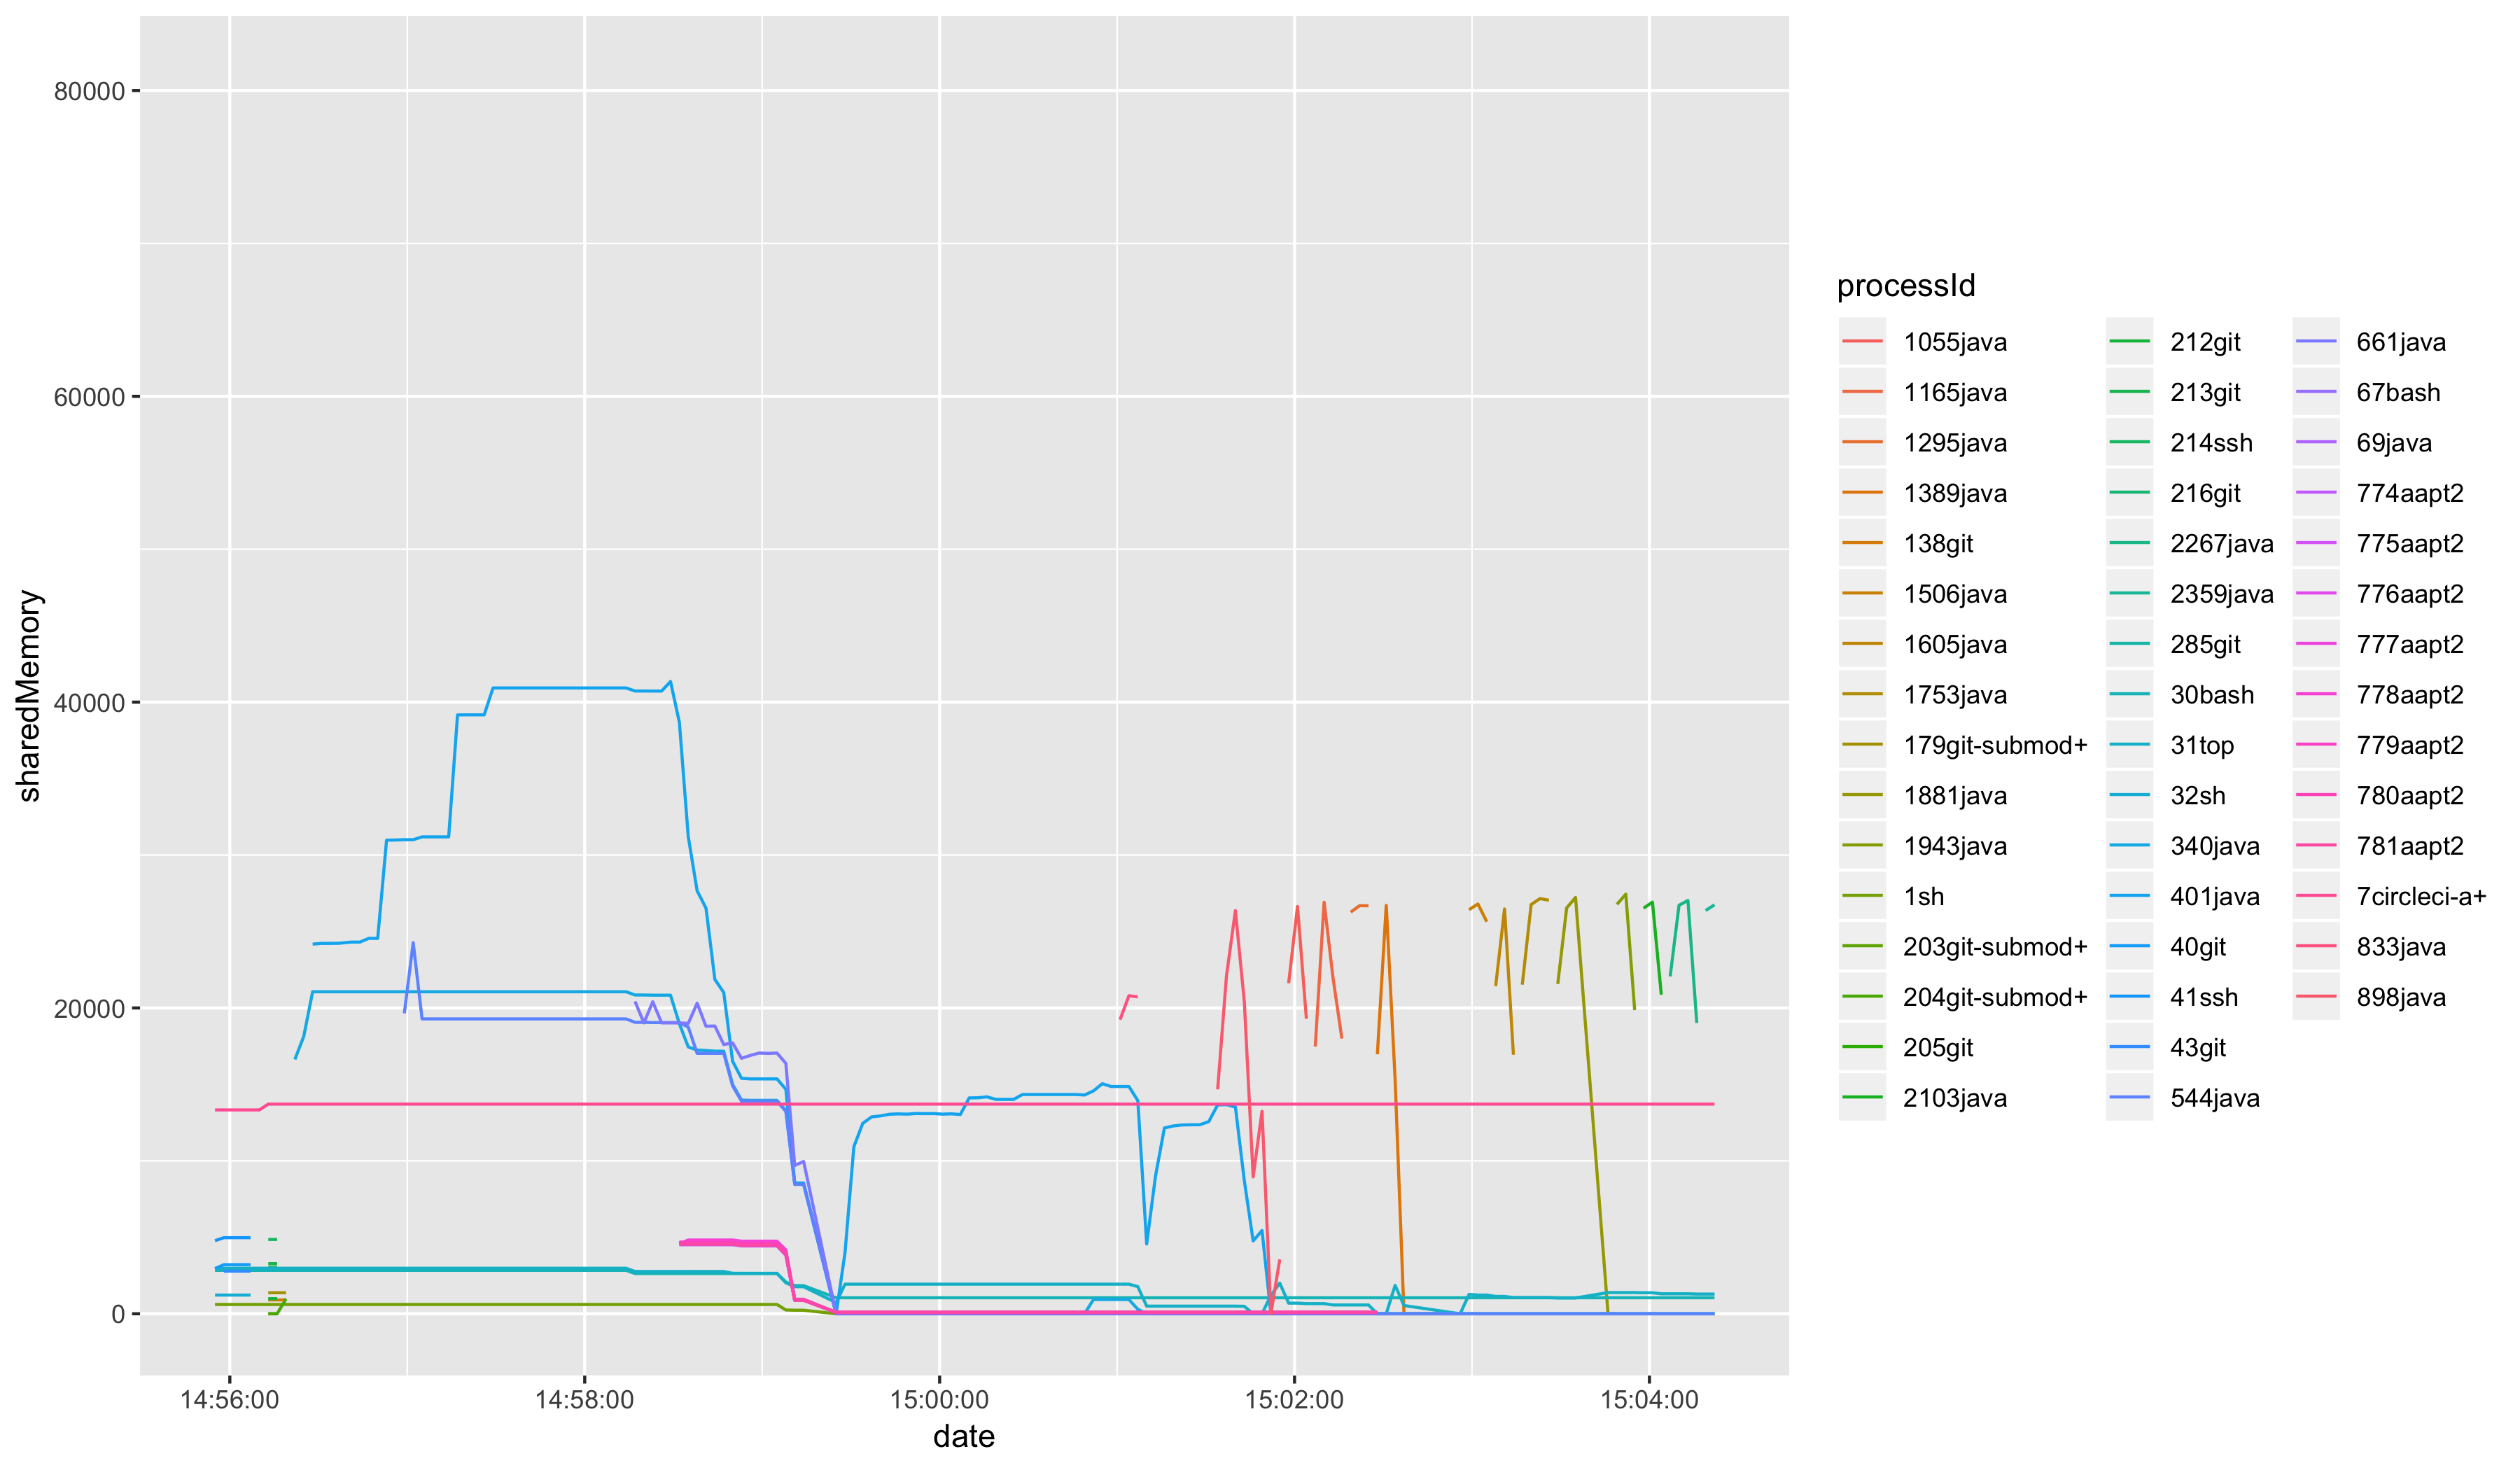 80000
60000
40000
20000
0
sharedMemory
14:56:00 14:58:00 15:00:00 15:02:00 15:04:00
date
processId
1055java
1165java
1295java
1389java
138git
1506java
1605java
1753java
179git-submod+
1881java
1943java
1sh
203git-submod+
204git-submod+
205git
2103java
212git
213git
214ssh
216git
2267java
2359java
285git
30bash
31top
32sh
340java
401java
40git
41ssh
43git
544java
661java
67bash
69java
774aapt2
775aapt2
776aapt2
777aapt2
778aapt2
779aapt2
780aapt2
781aapt2
7circleci-a+
833java
898java